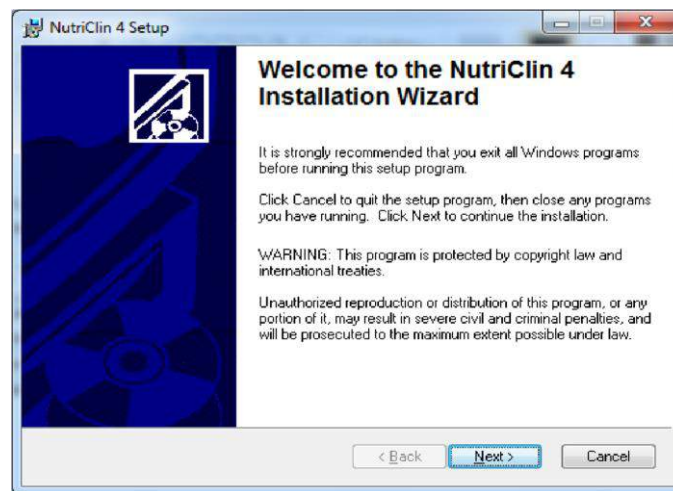 NutriClin 4 Setup
Welcome to the NutriClin 4
Installation Wizard
It is strongly recommended that you exit all Windows programs
before running this setup program.
Click Cancel to quit the setup program, then close any programs
you have running. Click Next to continue the installation.
WARNING: This program is protected by copyright law and
international treaties.
Unauthorized reproduction or distribution of this program, or any
portion of it, may result in severe civil and criminal penalties, and
will be prosecuted to the maximum extent possible under law.
< Back Next > Cancel